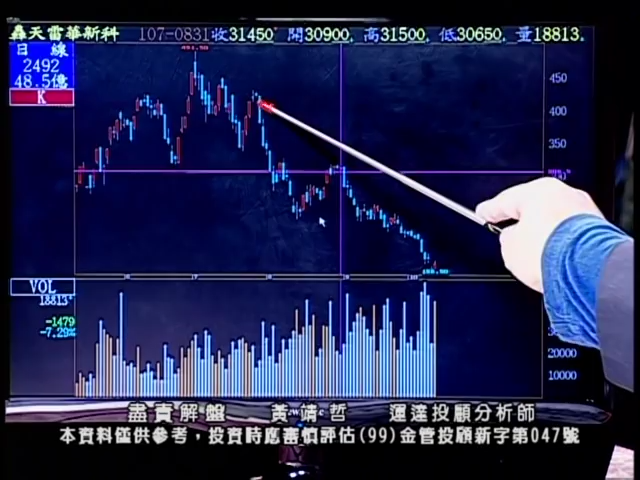 轟天雷華新科 107-0831收31450 開30900 高31500 低30650 量18813
日 線
2492
48.5億
K
450
400
350
VOL
18813
-1479
-7.29%
20000
10000
盡責解盤 黃靖哲 運達投顧分析師
本資料僅供參考，投資時應審慎評估(99)金管投顧新字第047號